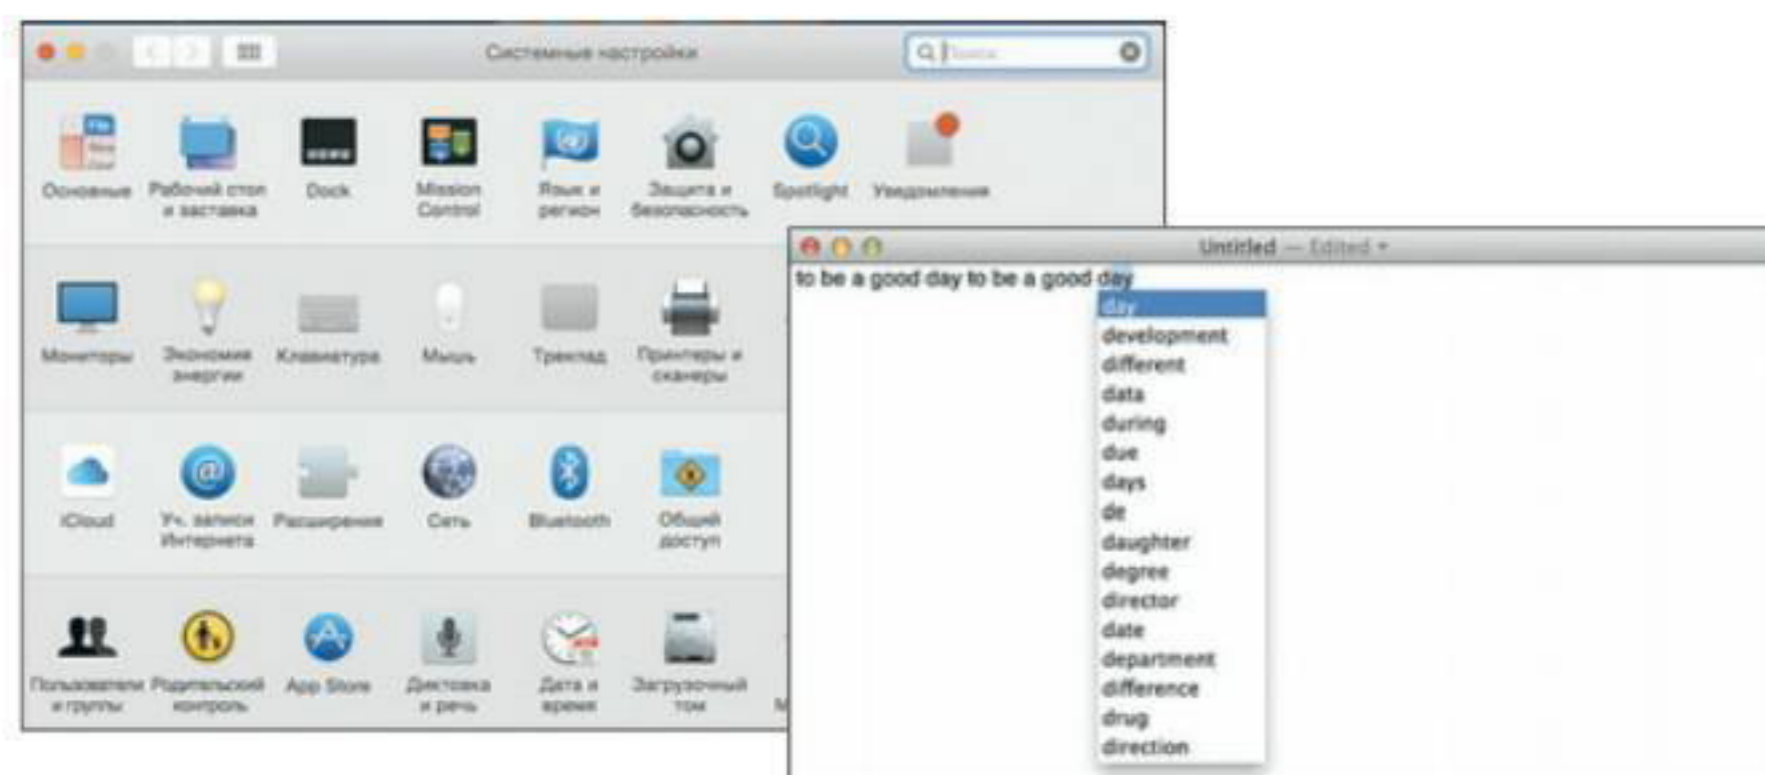 Системные настройки
Поиск
File
New
Основные
Рабочий стол
и заставка
Dock
Mission
Control
Язык и
регион
Защита и
безопасность
Spotlight
Уведомления
Мониторы
Экономия
энергии
Клавиатура
Мышь
Трекпад
Принтеры и
сканеры
iCloud
Уч. записи
Интернета
Расширения
Сеть
Bluetooth
Общий
доступ
Пользователи
и группы
Родительский
контроль
App Store
Диктовка
и речь
Дата и
время
Загрузочный
том
Untitled — Edited
to be a good day to be a good day
day
development
different
data
during
due
days
de
daughter
degree
director
date
department
difference
drug
direction